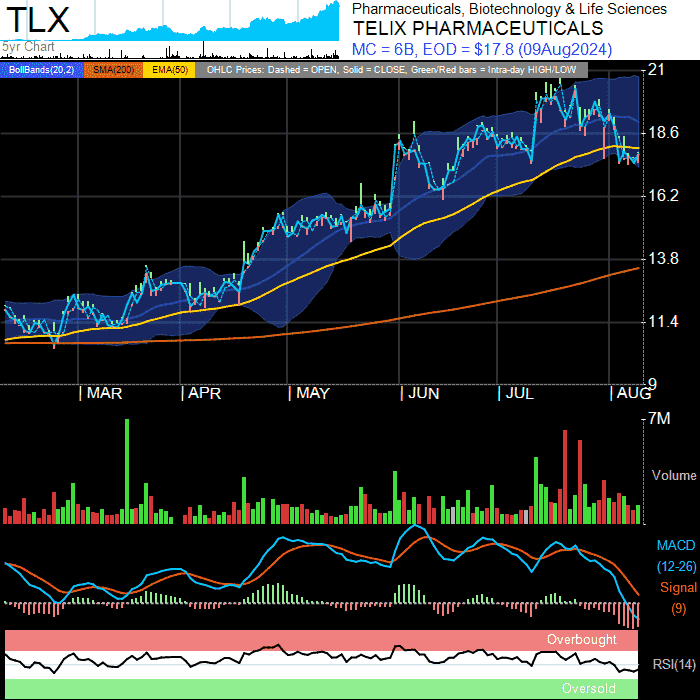 TLX
5yr Chart
Pharmaceuticals, Biotechnology & Life Sciences
TELIX PHARMACEUTICALS
MC = 6B, EOD = $17.8 (09Aug2024)
BollBands(20,2) SMA(200) EMA(50) OHLC Prices: Dashed = OPEN, Solid = CLOSE, Green/Red bars = Intra-day HIGH/LOW
21
18.6
16.2
13.8
11.4
9
| MAR | APR | MAY | JUN | JUL | AUG
7M
Volume
MACD
(12-26)
Signal
(9)
Overbought
RSI(14)
Oversold